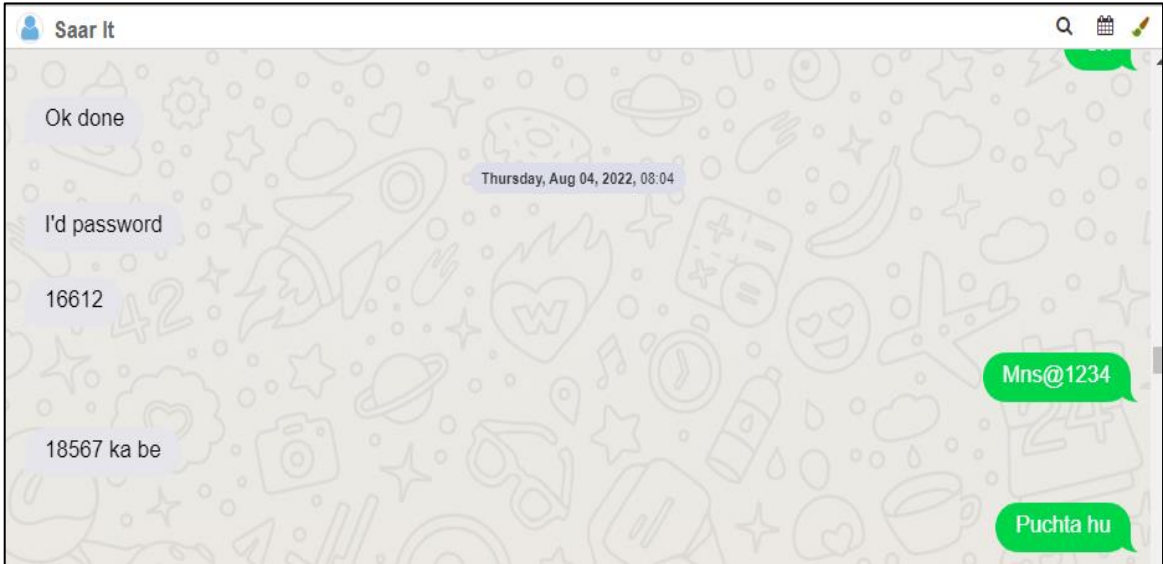 Saar It
Ok done
Thursday, Aug 04, 2022, 08:04
I'd password
16612
Mns@1234
18567 ka be
Puchta hu